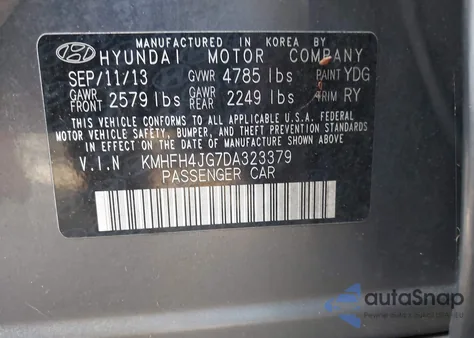 MANUFACTURED IN KOREA BY
HYUNDAI MOTOR COMPANY
SEP/11/13 GVWR 4785 lbs PAINT YDG
GAWR FRONT 2579 lbs GAWR REAR 2249 lbs TRIM RY
THIS VEHICLE CONFORMS TO ALL APPLICABLE U.S.A. FEDERAL
MOTOR VEHICLE SAFETY, BUMPER, AND THEFT PREVENTION
STANDARDS IN EFFECT ON THE DATE OF MANUFACTURE SHOWN ABOVE.
V.I.N KMHFH4JG7DA323379
PASSENGER CAR
autoSnap